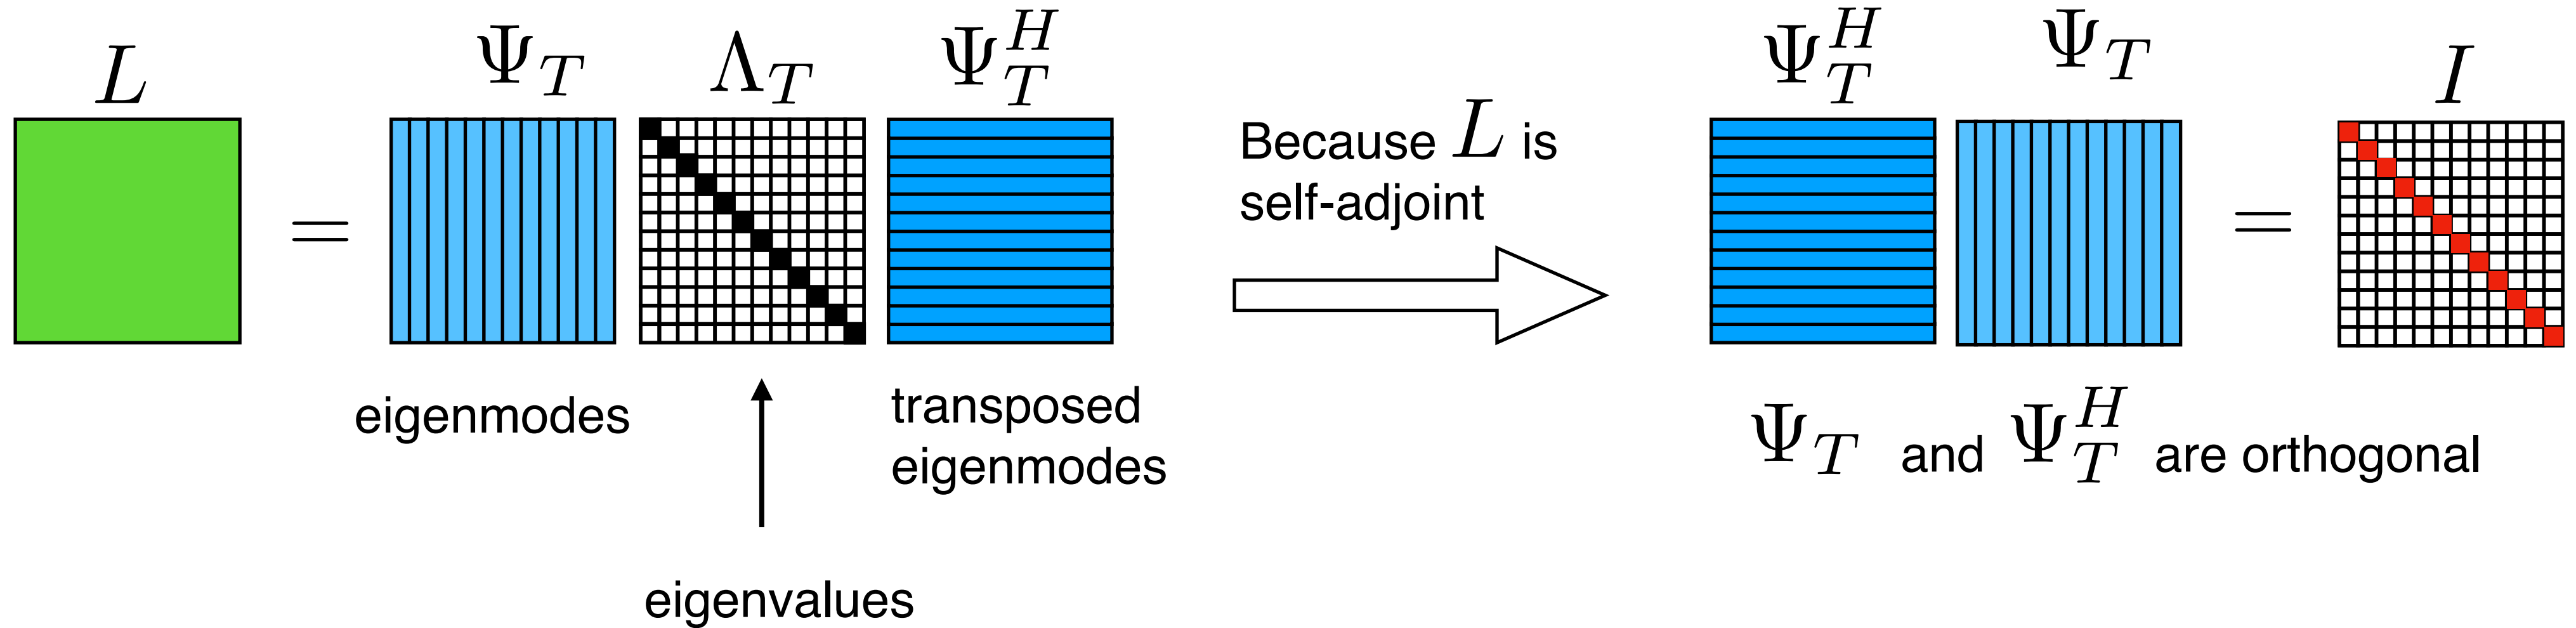 L = Ψ_T Λ_T Ψ_T^H
Because L is
self-adjoint
Ψ_T^H Ψ_T = I
eigenmodes
transposed
eigenmodes
eigenvalues
Ψ_T and Ψ_T^H are orthogonal